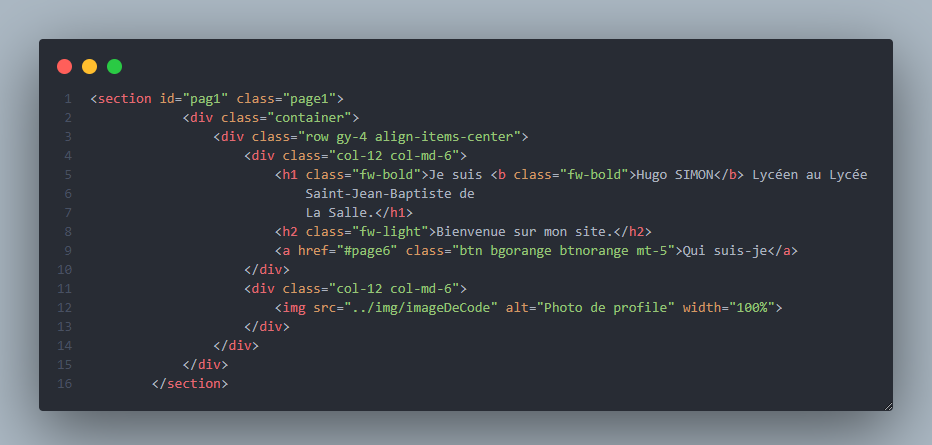 1 <section id="pag1" class="page1">
2 <div class="container">
3 <div class="row gy-4 align-items-center">
4 <div class="col-12 col-md-6">
5 <h1 class="fw-bold">Je suis <b class="fw-bold">Hugo SIMON</b> Lycéen au Lycée
6 Saint-Jean-Baptiste de
7 La Salle.</h1>
8 <h2 class="fw-light">Bienvenue sur mon site.</h2>
9 <a href="#page6" class="btn bgorange btnorange mt-5">Qui suis-je</a>
10 </div>
11 <div class="col-12 col-md-6">
12 <img src="../img/imageDeCode" alt="Photo de profile" width="100%">
13 </div>
14 </div>
15 </div>
16 </section>